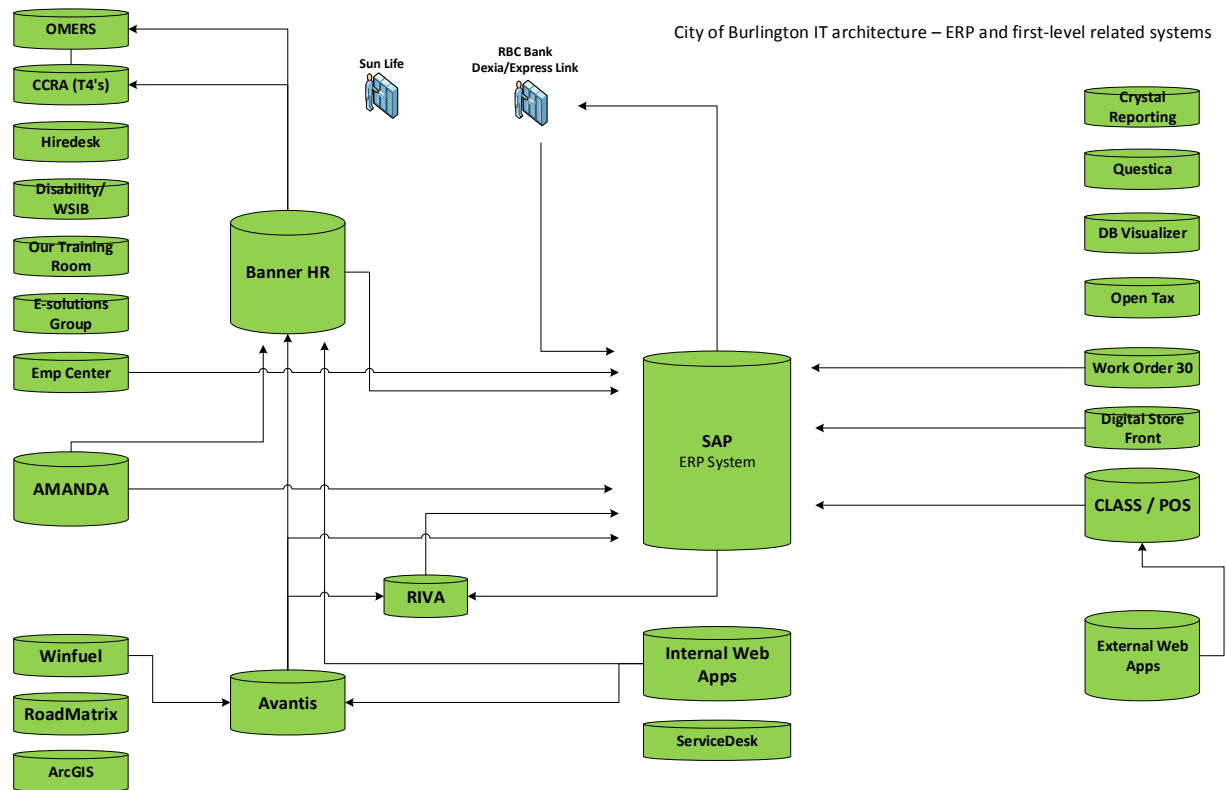 City of Burlington IT architecture – ERP and first-level related systems
OMERS
CCRA (T4's)
Hiredesk
Disability/
WSIB
Our Training
Room
E-solutions
Group
Emp Center
AMANDA
Winfuel
RoadMatrix
ArcGIS
Sun Life
RBC Bank
Dexia/Express Link
Banner HR
RIVA
Avantis
SAP
ERP System
Internal Web
Apps
ServiceDesk
Crystal
Reporting
Questica
DB Visualizer
Open Tax
Work Order 30
Digital Store
Front
CLASS / POS
External Web
Apps